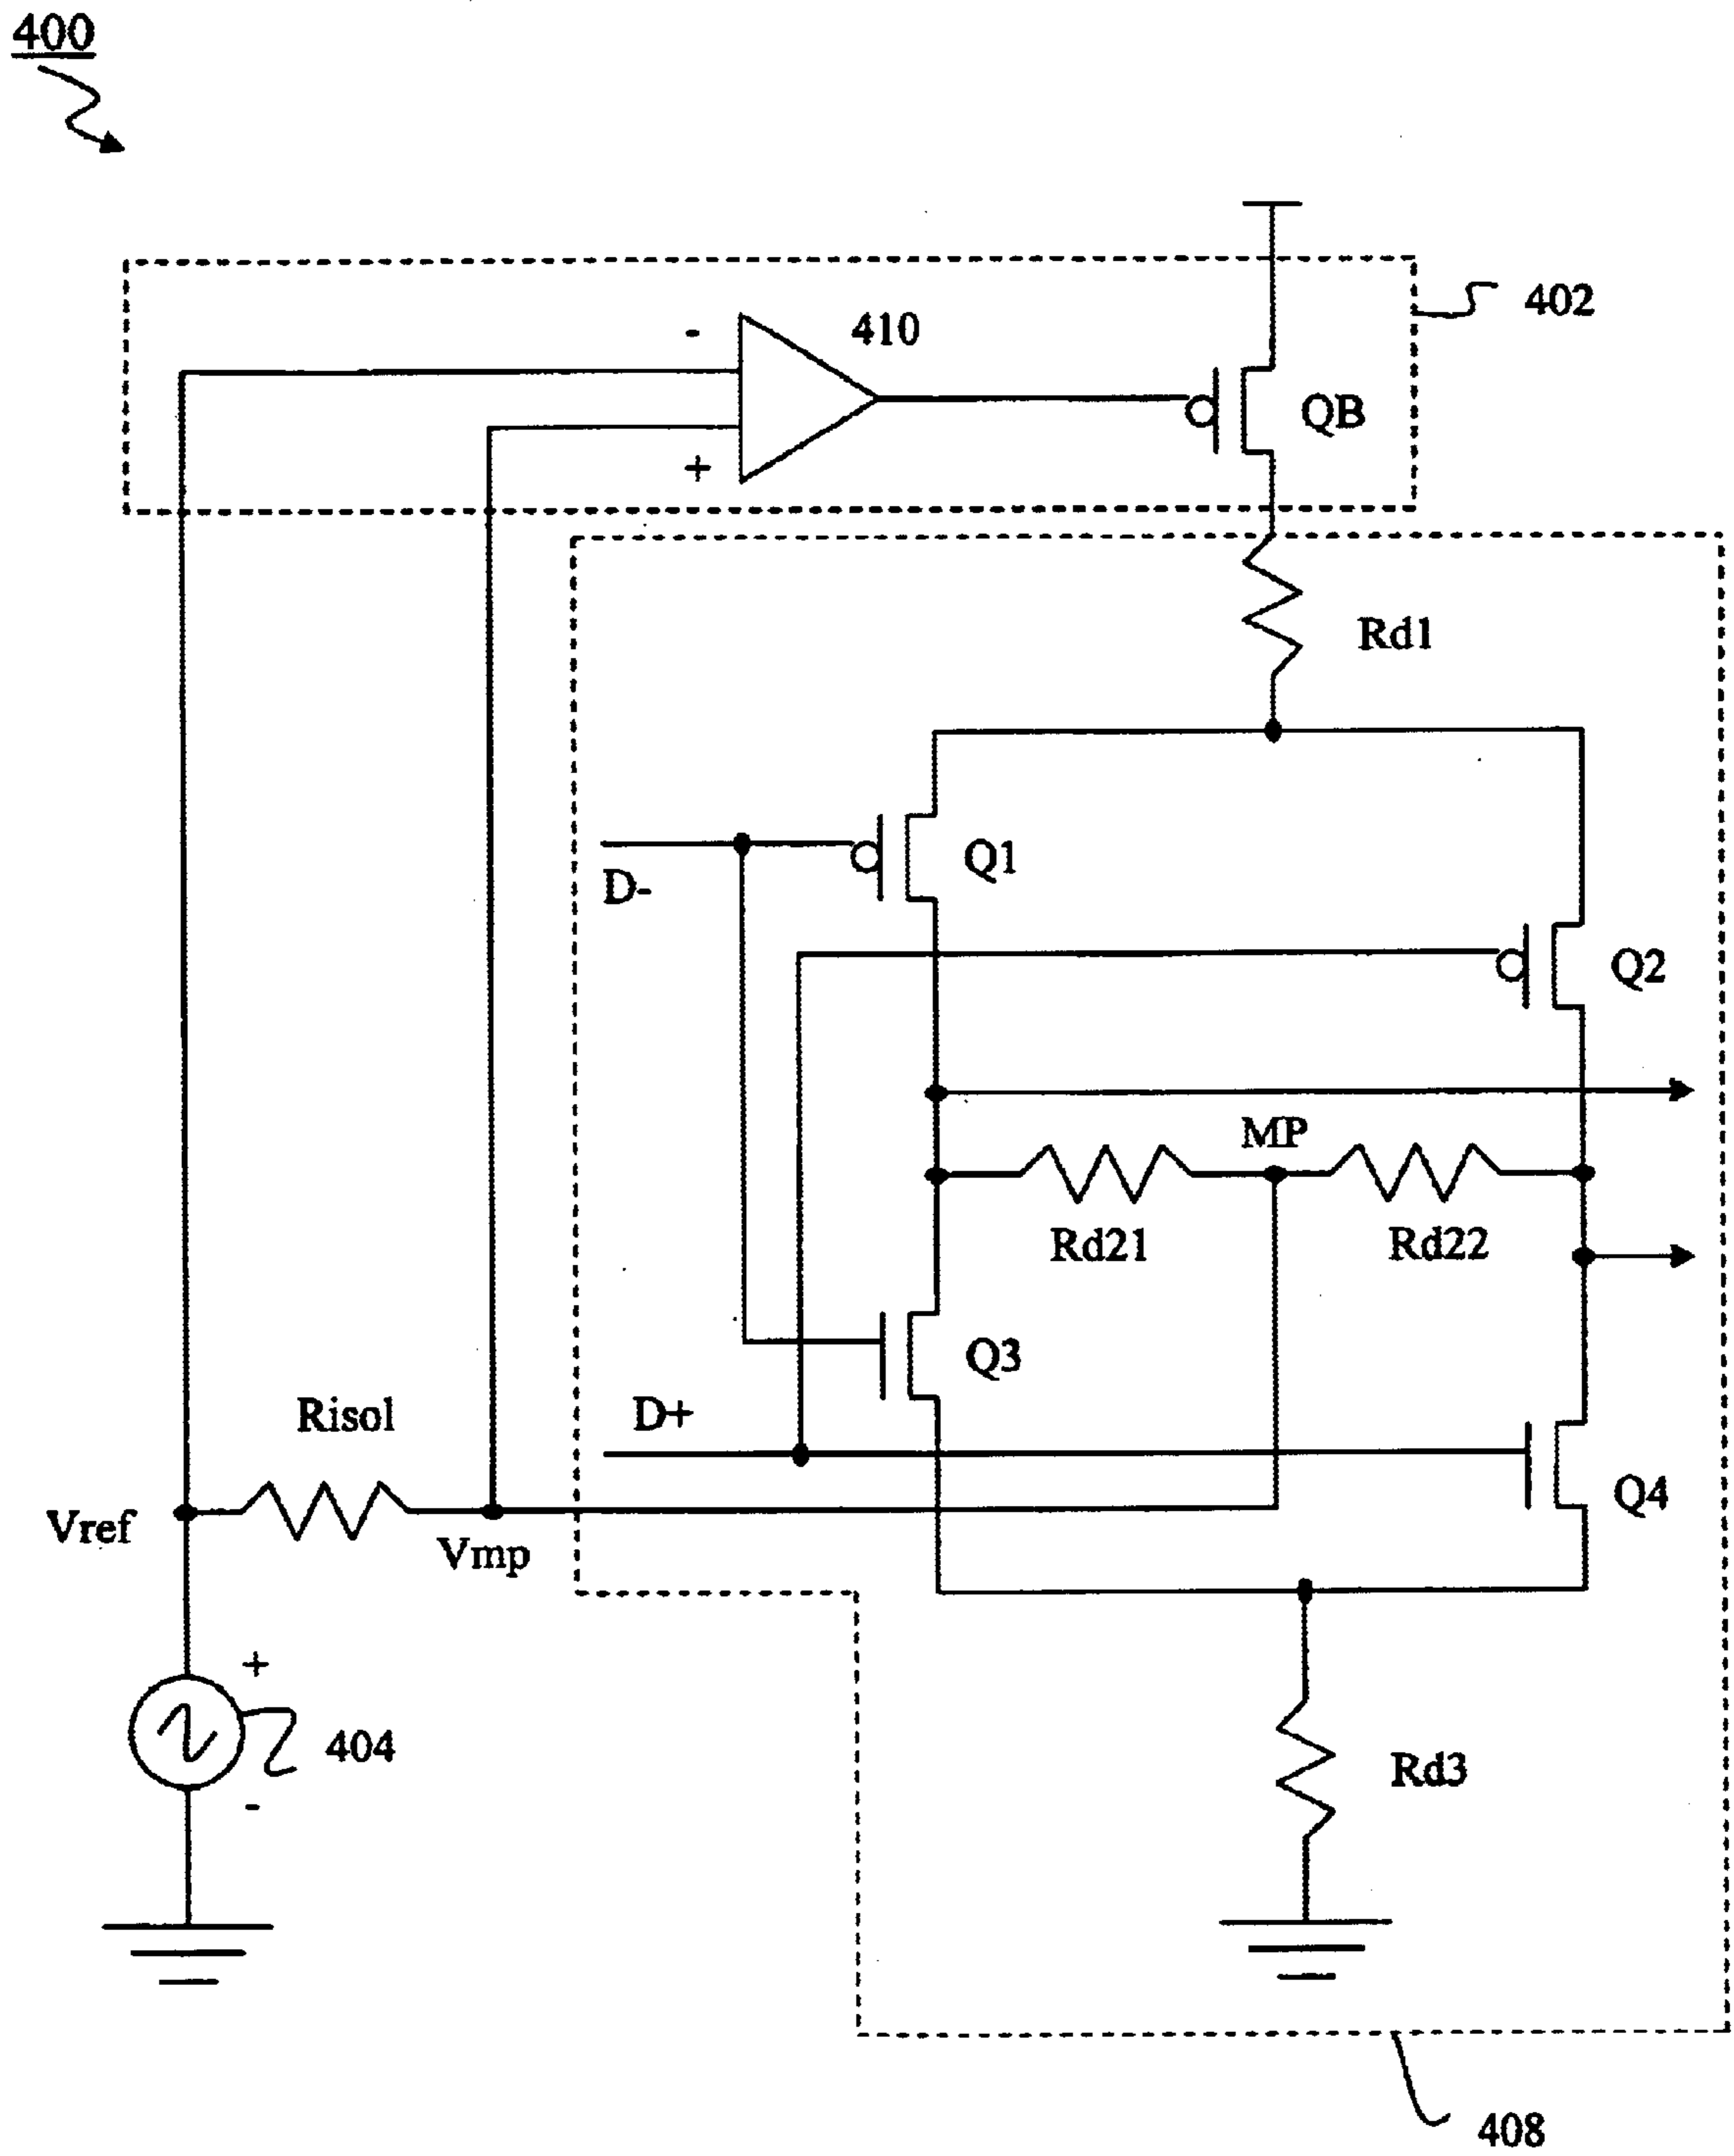 400
402
-
410
+
QB
Rd1
D-
Q1
Q2
MP
Rd21
Rd22
Q3
D+
Risol
Q4
Vref
Vmp
+
404
-
Rd3
408